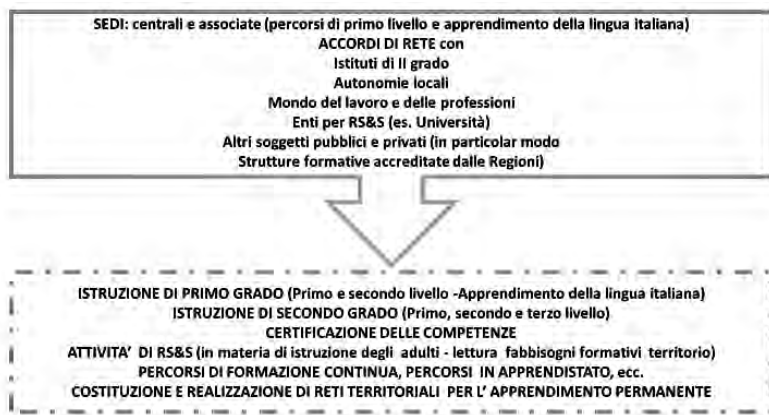 SEDI: centrali e associate (percorsi di primo livello e apprendimento della lingua italiana)
ACCORDI DI RETE con
Istituti di II grado
Autonomie locali
Mondo del lavoro e delle professioni
Enti per RS&S (es. Università)
Altri soggetti pubblici e privati (in particolar modo
Strutture formative accreditate dalle Regioni)
ISTRUZIONE DI PRIMO GRADO (Primo e secondo livello -Apprendimento della lingua italiana)
ISTRUZIONE DI SECONDO GRADO (Primo, secondo e terzo livello)
CERTIFICAZIONE DELLE COMPETENZE
ATTIVITA' DI RS&S (in materia di istruzione degli adulti - lettura fabbisogni formativi territorio)
PERCORSI DI FORMAZIONE CONTINUA, PERCORSI IN APPRENDISTATO, ecc.
COSTITUZIONE E REALIZZAZIONE DI RETI TERRITORIALI PER L' APPRENDIMENTO PERMANENTE